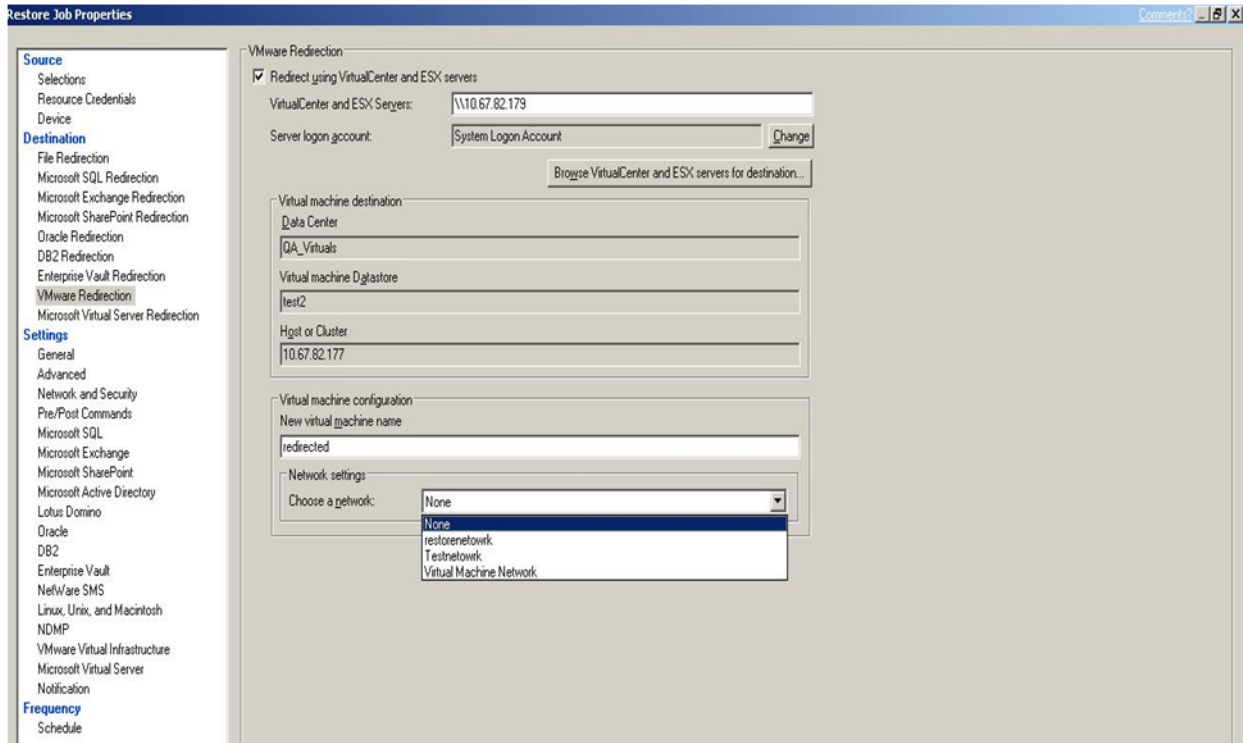 Restore Job Properties
Comments?
Source
Selections
Resource Credentials
Device
Destination
File Redirection
Microsoft SQL Redirection
Microsoft Exchange Redirection
Microsoft SharePoint Redirection
Oracle Redirection
DB2 Redirection
Enterprise Vault Redirection
VMware Redirection
Microsoft Virtual Server Redirection
Settings
General
Advanced
Network and Security
Pre/Post Commands
Microsoft SQL
Microsoft Exchange
Microsoft SharePoint
Microsoft Active Directory
Lotus Domino
Oracle
DB2
Enterprise Vault
NetWare SMS
Linux, Unix, and Macintosh
NDMP
VMware Virtual Infrastructure
Microsoft Virtual Server
Notification
Frequency
Schedule
VMware Redirection
Redirect using VirtualCenter and ESX servers
VirtualCenter and ESX Servers: \\10.67.82.179
Server logon account: System Logon Account Change
Browse VirtualCenter and ESX servers for destination...
Virtual machine destination
Data Center
QA_Virtuals
Virtual machine Datastore
test2
Host or Cluster
10.67.82.177
Virtual machine configuration
New virtual machine name
redirected
Network settings
Choose a network: None
None
restorenetowrk
Testnetowrk
Virtual Machine Network